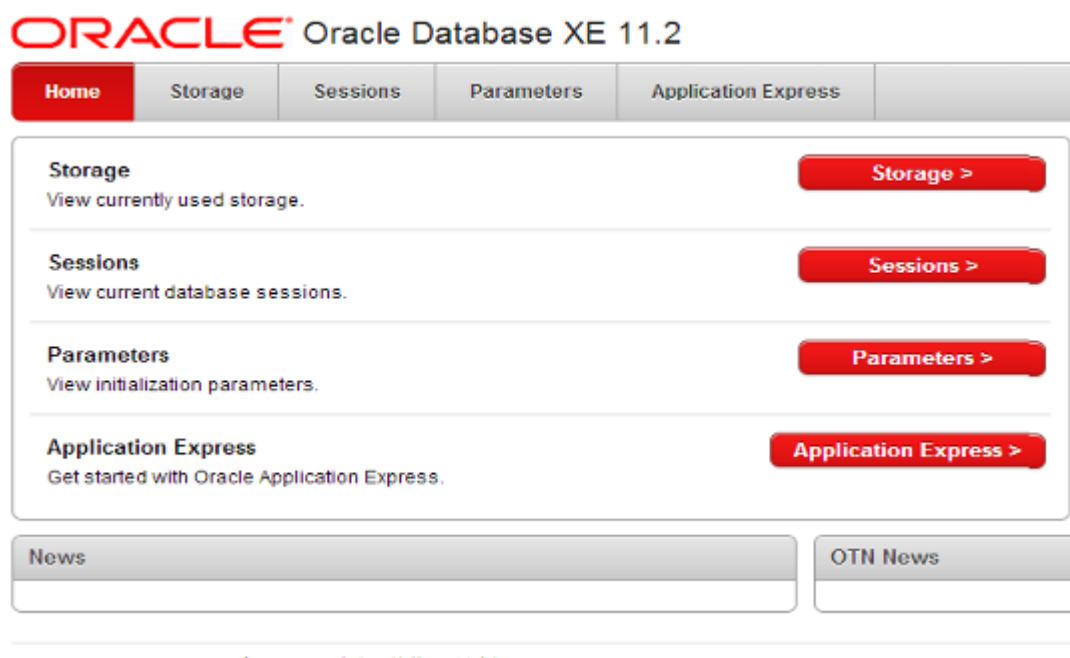 ORACLE Oracle Database XE 11.2
Home Storage Sessions Parameters Application Express
Storage
View currently used storage.
Storage >
Sessions
View current database sessions.
Sessions >
Parameters
View initialization parameters.
Parameters >
Application Express
Get started with Oracle Application Express.
Application Express >
News
OTN News